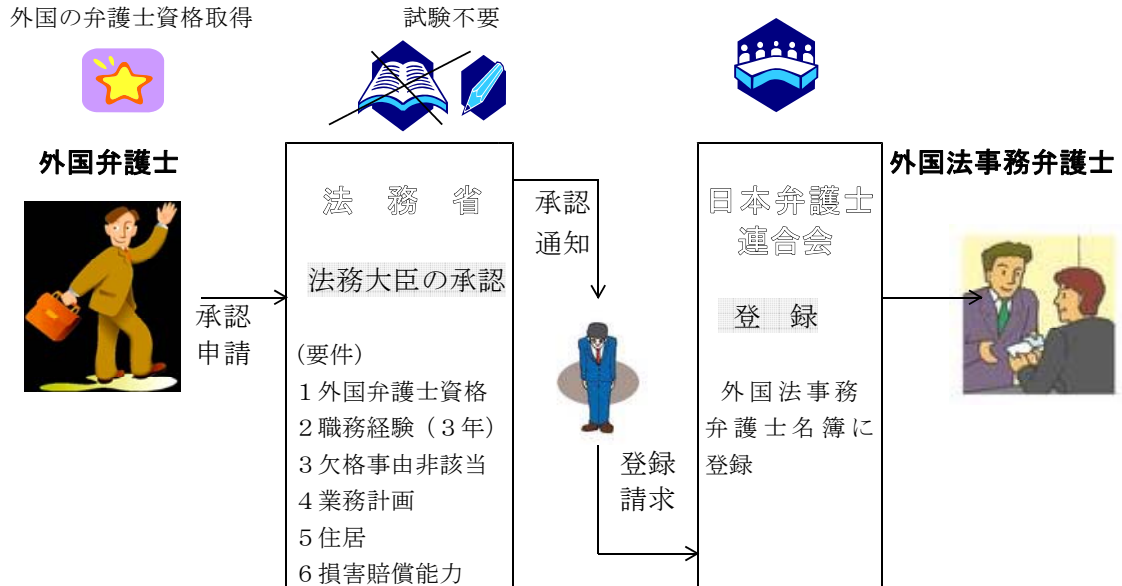 外国の弁護士資格取得
試験不要
外国弁護士
承認
申請
法務省
法務大臣の承認
(要件)
1外国弁護士資格
2職務経験(3年)
3欠格事由非該当
4業務計画
5住居
6損害賠償能力
承認
通知
登録
請求
日本弁護士
連合会
登録
外国法事務
弁護士名簿に
登録
外国法事務弁護士